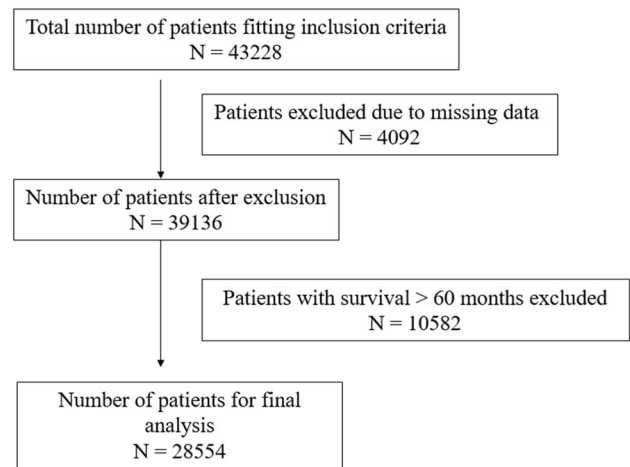 Total number of patients fitting inclusion criteria
N = 43228
Patients excluded due to missing data
N = 4092
Number of patients after exclusion
N = 39136
Patients with survival > 60 months excluded
N = 10582
Number of patients for final
analysis
N = 28554